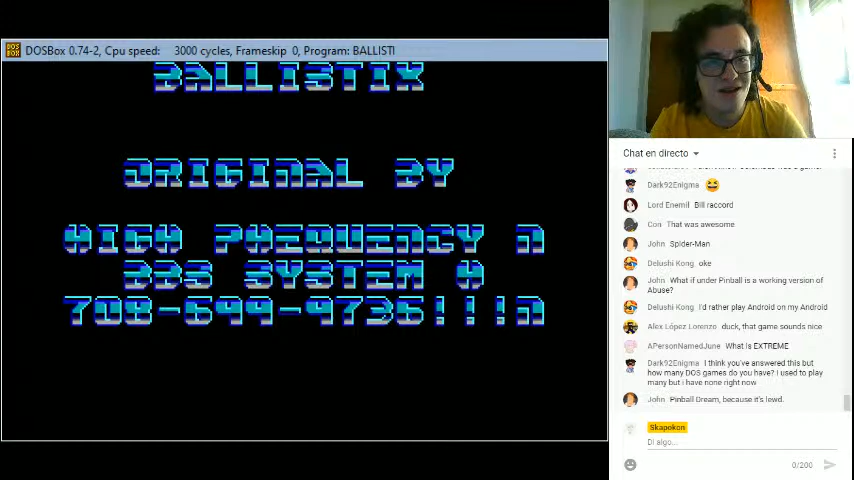 DOSBox 0.74-2, Cpu speed: 3000 cycles, Frameskip 0, Program: BALLISTI
BALLISTIX
ORIGINAL BY
HIGH PHEQUENCY N
BBS SYSTEM H
708-699-9736!!!N
Chat en directo
Dark92Enigma 😆
Lord Enemil Bill raccord
Con That was awesome
John Spider-Man
Delushi Kong oke
John What if under Pinball is a working version of
Abuse?
Delushi Kong I'd rather play Android on my Android
Alex López Lorenzo duck, that game sounds nice
APersonNamedJune What is EXTREME
Dark92Enigma I think you've answered this but
how many DOS games do you have? I used to play
many but i have none right now
John Pinball Dream, because it's lewd.
Skapokon
Di algo...
0/200